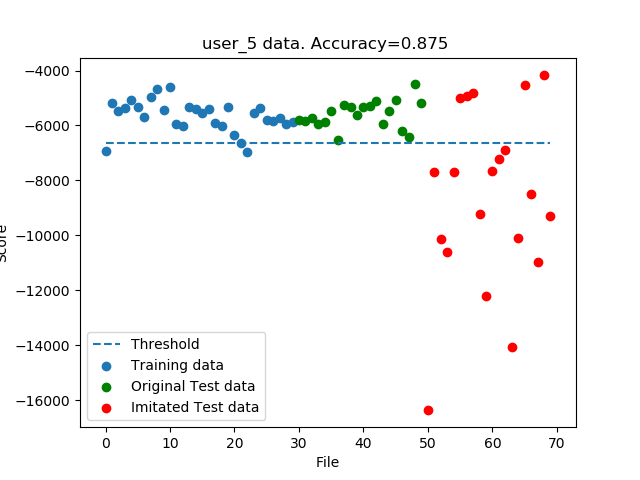 user_5 data. Accuracy=0.875
−4000
−6000
−8000
−10000
−12000
−14000
−16000
Score
Threshold
Training data
Original Test data
Imitated Test data
0
10
20
30
40
50
60
70
File